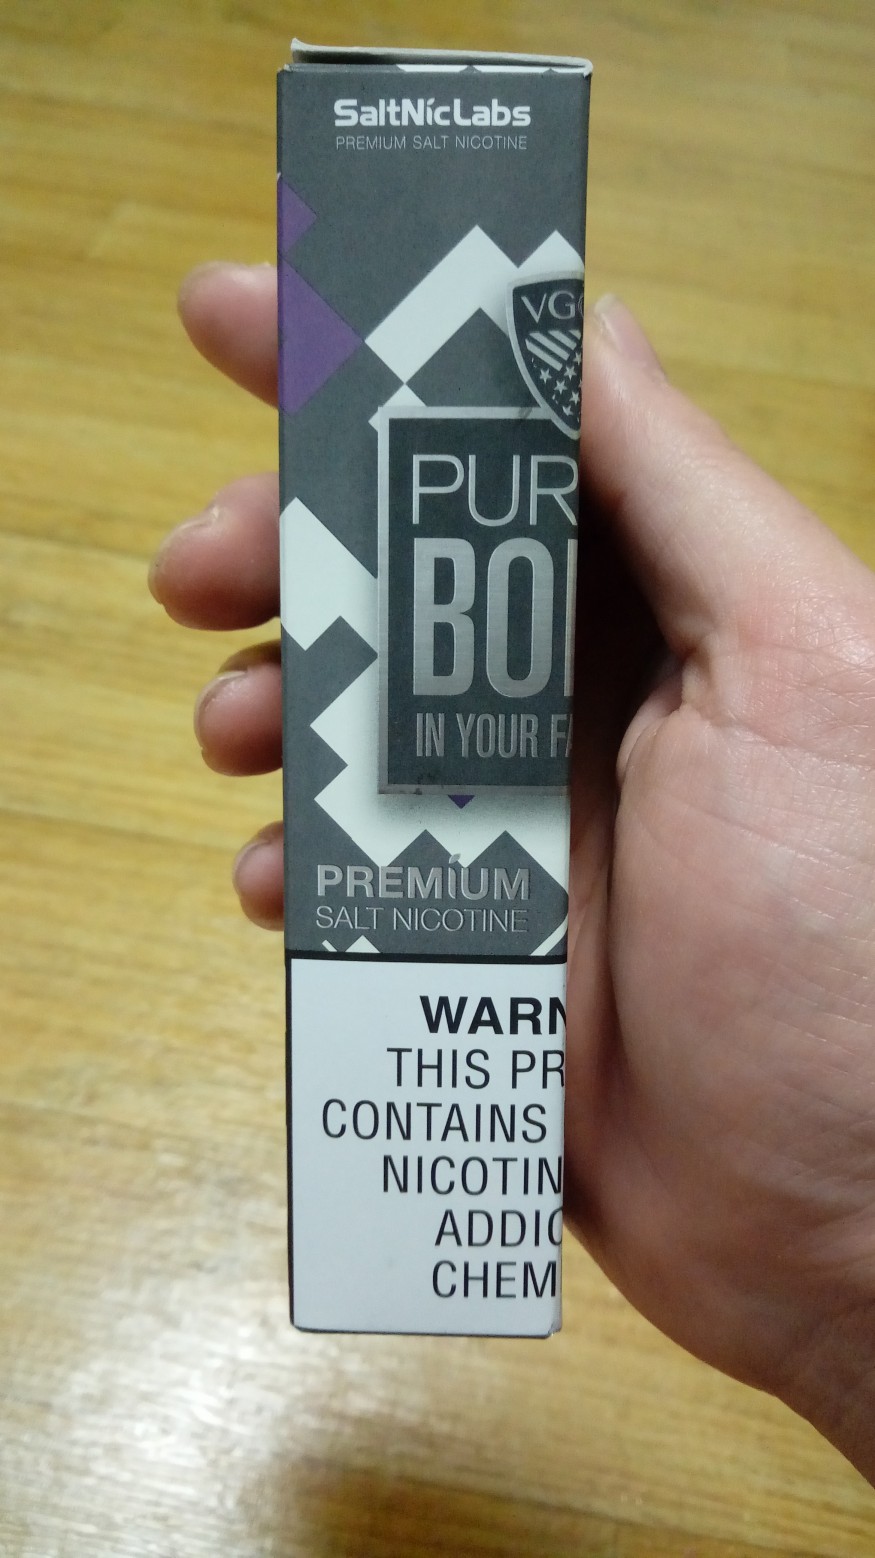 SaltNicLabs
PREMIUM SALT NICOTINE
VGO
PUR
BO
IN YOUR FA
PREMIUM
SALT NICOTINE
WARN
THIS PR
CONTAINS
NICOTIN
ADDIC
CHEM